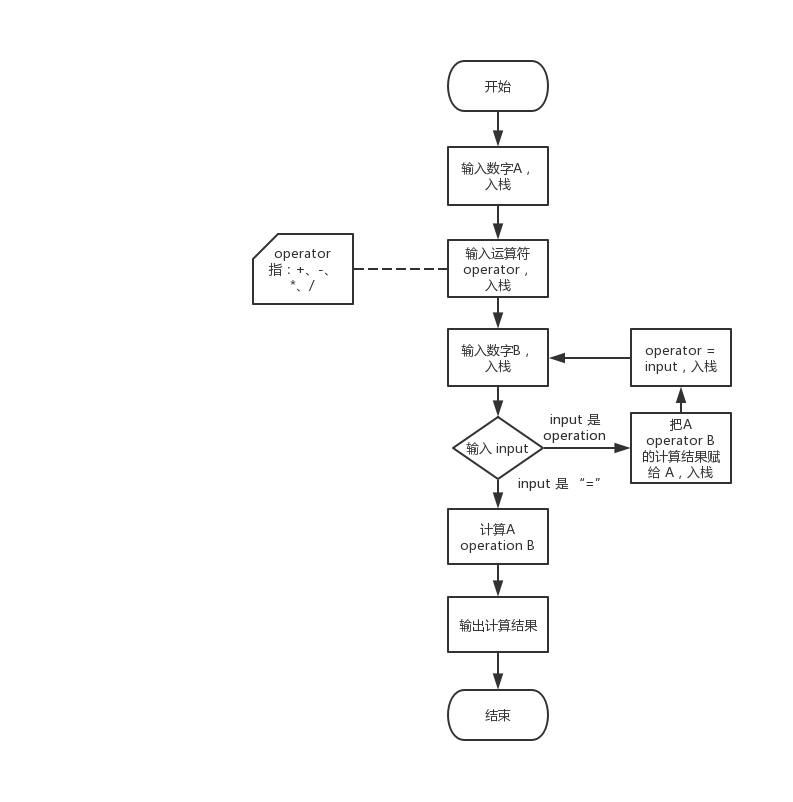 开始
输入数字A，
入栈
operator
指：+、-、
*、/
输入运算符
operator，
入栈
输入数字B，
入栈
operator =
input，入栈
input 是
operation
输入 input
把A
operator B
的计算结果赋
给 A，入栈
input 是 “=”
计算A
operation B
输出计算结果
结束